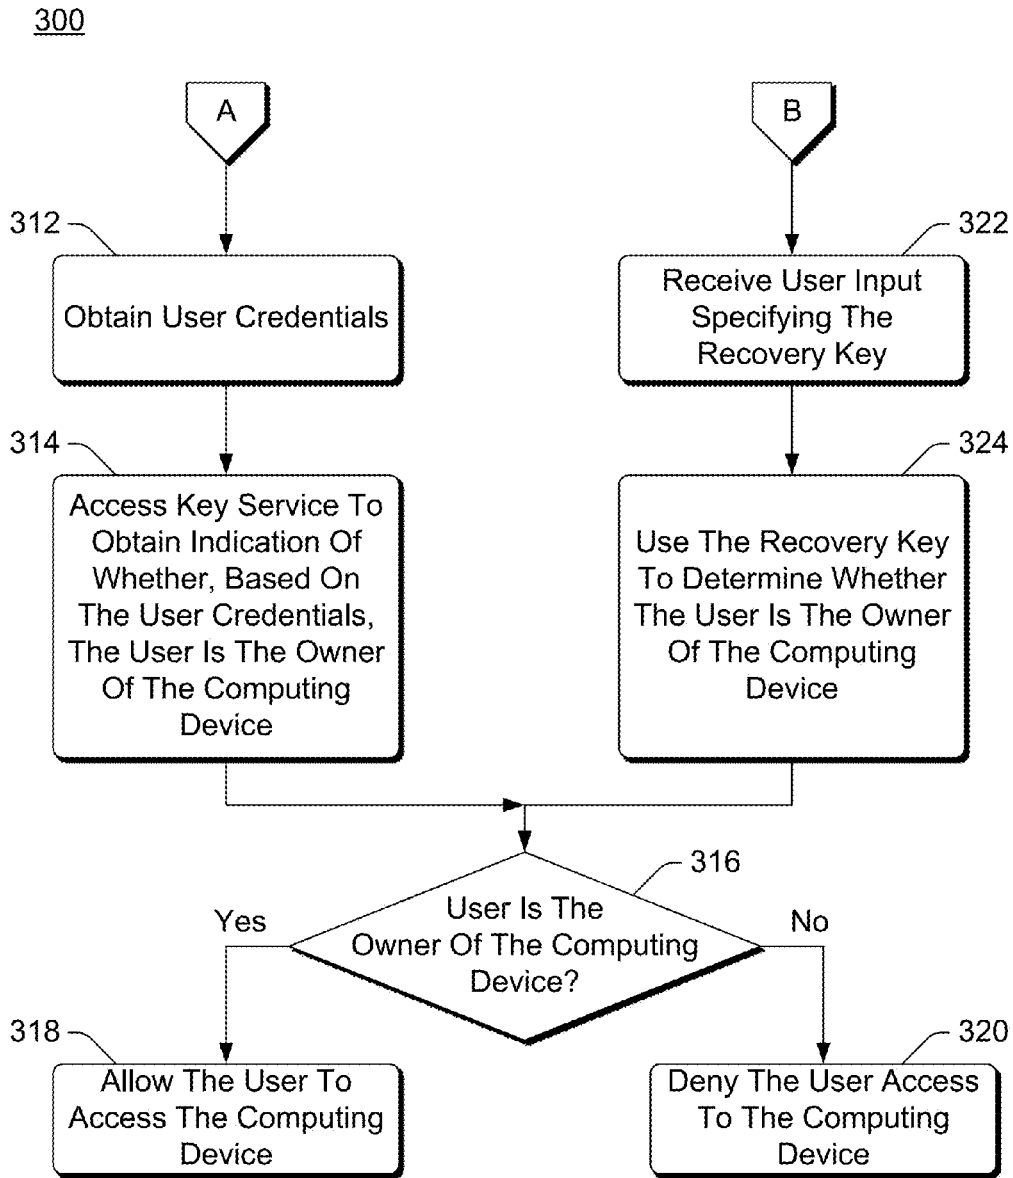 300
A
B
312
322
Obtain User Credentials
Receive User Input
Specifying The
Recovery Key
314
324
Access Key Service To
Obtain Indication Of
Whether, Based On
The User Credentials,
The User Is The Owner
Of The Computing
Device
Use The Recovery Key
To Determine Whether
The User Is The Owner
Of The Computing
Device
316
User Is The
Owner Of The Computing
Device?
Yes
No
318
320
Allow The User To
Access The Computing
Device
Deny The User Access
To The Computing
Device